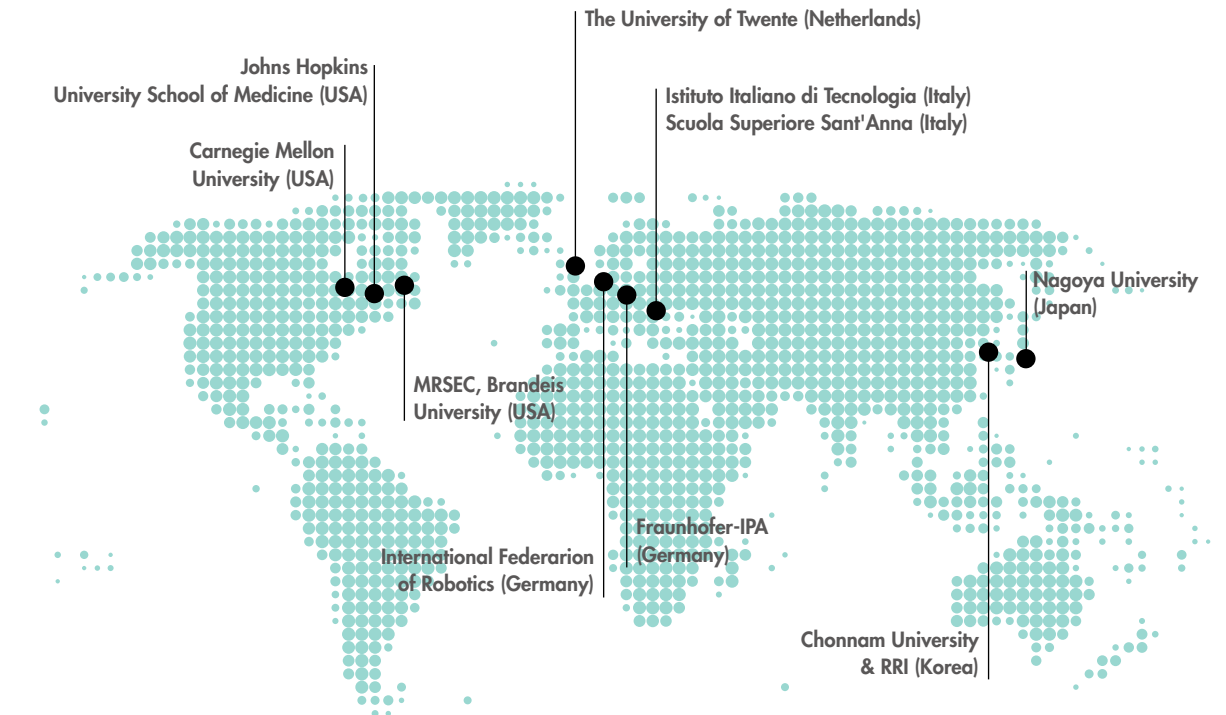 The University of Twente (Netherlands)
Johns Hopkins
University School of Medicine (USA)
Istituto Italiano di Tecnologia (Italy)
Scuola Superiore Sant'Anna (Italy)
Carnegie Mellon
University (USA)
Nagoya University
(Japan)
MRSEC, Brandeis
University (USA)
Fraunhofer-IPA
(Germany)
International Federarion
of Robotics (Germany)
Chonnam University
& RRI (Korea)